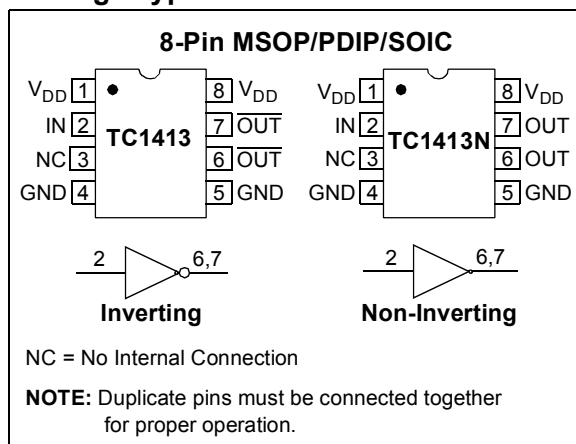 8-Pin MSOP/PDIP/SOIC
VDD 1 8 VDD
IN 2 TC1413 7 OUT
NC 3 6 OUT
GND 4 5 GND
VDD 1 8 VDD
IN 2 TC1413N 7 OUT
NC 3 6 OUT
GND 4 5 GND
2 6,7
Inverting
2 6,7
Non-Inverting
NC = No Internal Connection
NOTE: Duplicate pins must be connected together
for proper operation.